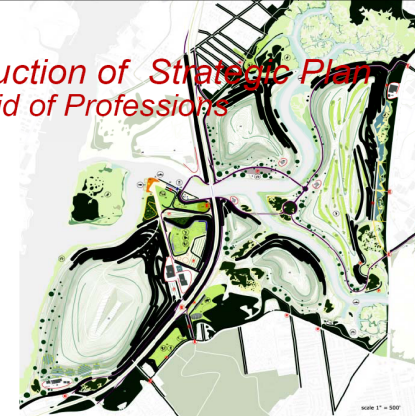 uction of Strategic Plan
id of Professions
scale 1" = 500'